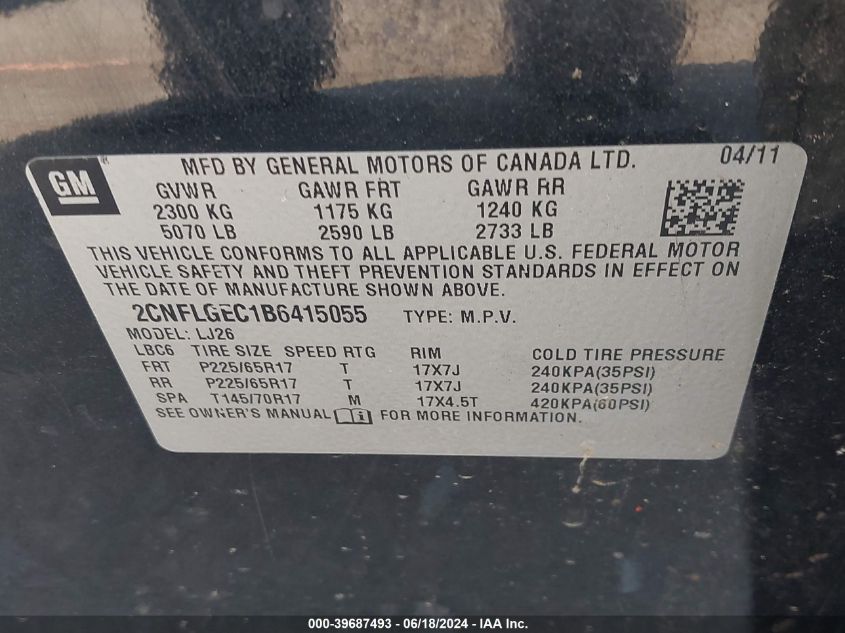 GM
MFD BY GENERAL MOTORS OF CANADA LTD. 04/11
GVWR GAWR FRT GAWR RR
2300 KG 1175 KG 1240 KG
5070 LB 2590 LB 2733 LB
THIS VEHICLE CONFORMS TO ALL APPLICABLE U.S. FEDERAL MOTOR
VEHICLE SAFETY AND THEFT PREVENTION STANDARDS IN EFFECT ON
THE DATE OF MANUFACTURE SHOWN ABOVE.
2CNFLGEC1B6415055 TYPE: M.P.V.
MODEL: LJ26
LBC6 TIRE SIZE SPEED RTG RIM COLD TIRE PRESSURE
FRT P225/65R17 T 17X7J 240KPA(35PSI)
RR P225/65R17 T 17X7J 240KPA(35PSI)
SPA T145/70R17 M 17X4.5T 420KPA(60PSI)
SEE OWNER'S MANUAL FOR MORE INFORMATION.
000-39687493 - 06/18/2024 - IAA Inc.